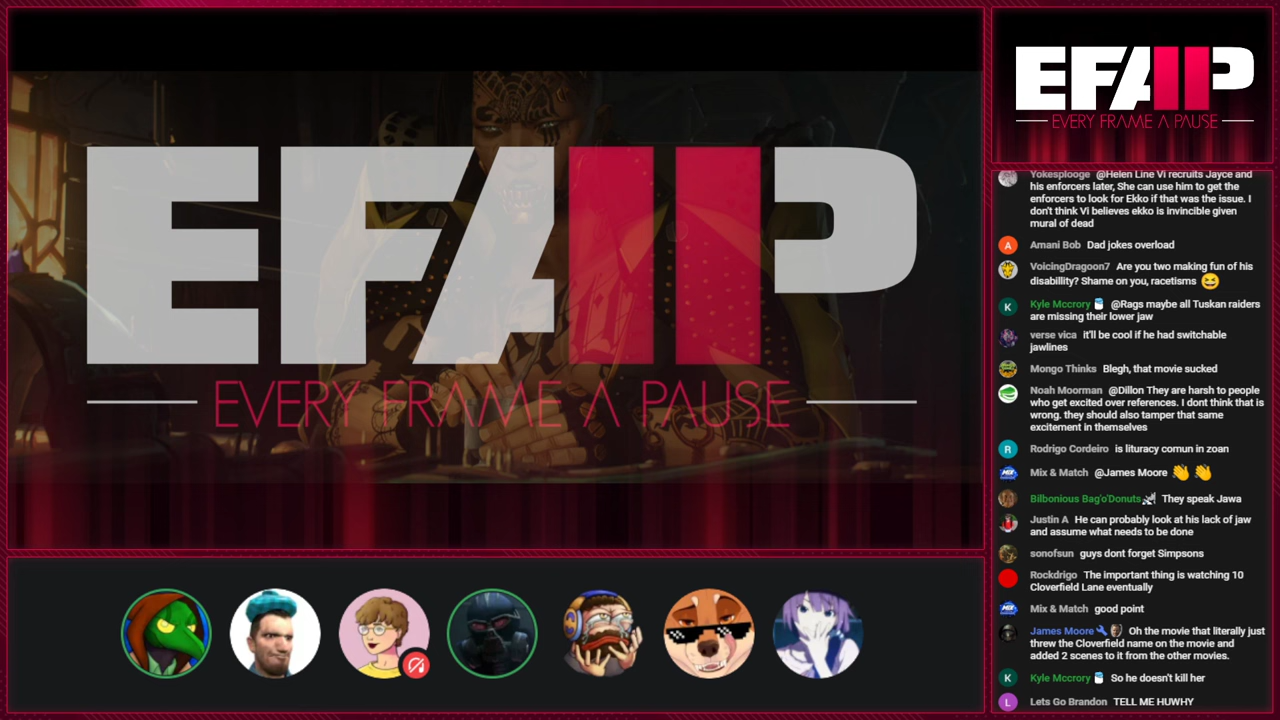 EFAP
EVERY FRAME A PAUSE
EFAP
EVERY FRAME A PAUSE
Yokesplooge @Helen Line Vi recruits Jayce and
his enforcers later, She can use him to get the
enforcers to look for Ekko if that was the issue. I
don't think Vi believes ekko is invincible given
mural of dead
A Amani Bob Dad jokes overload
VoicingDragoon7 Are you two making fun of his
disabillity? Shame on you, racetisms 😆
K Kyle Mccrory @Rags maybe all Tuskan raiders
are missing their lower jaw
verse vica it'll be cool if he had switchable
jawlines
Mongo Thinks Blegh, that movie sucked
Noah Moorman @Dillon They are harsh to people
who get excited over references. I dont think that is
wrong. they should also tamper that same
excitement in themselves
R Rodrigo Cordeiro is lituracy comun in zoan
Mix & Match @James Moore 👏 👏
Bilbonious Bag'o'Donuts They speak Jawa
Justin A He can probably look at his lack of jaw
and assume what needs to be done
sonofsun guys dont forget Simpsons
Rockdrigo The important thing is watching 10
Cloverfield Lane eventually
Mix & Match good point
James Moore Oh the movie that literally just
threw the Cloverfield name on the movie and
added 2 scenes to it from the other movies.
K Kyle Mccrory So he doesn't kill her
L Lets Go Brandon TELL ME HUWHY